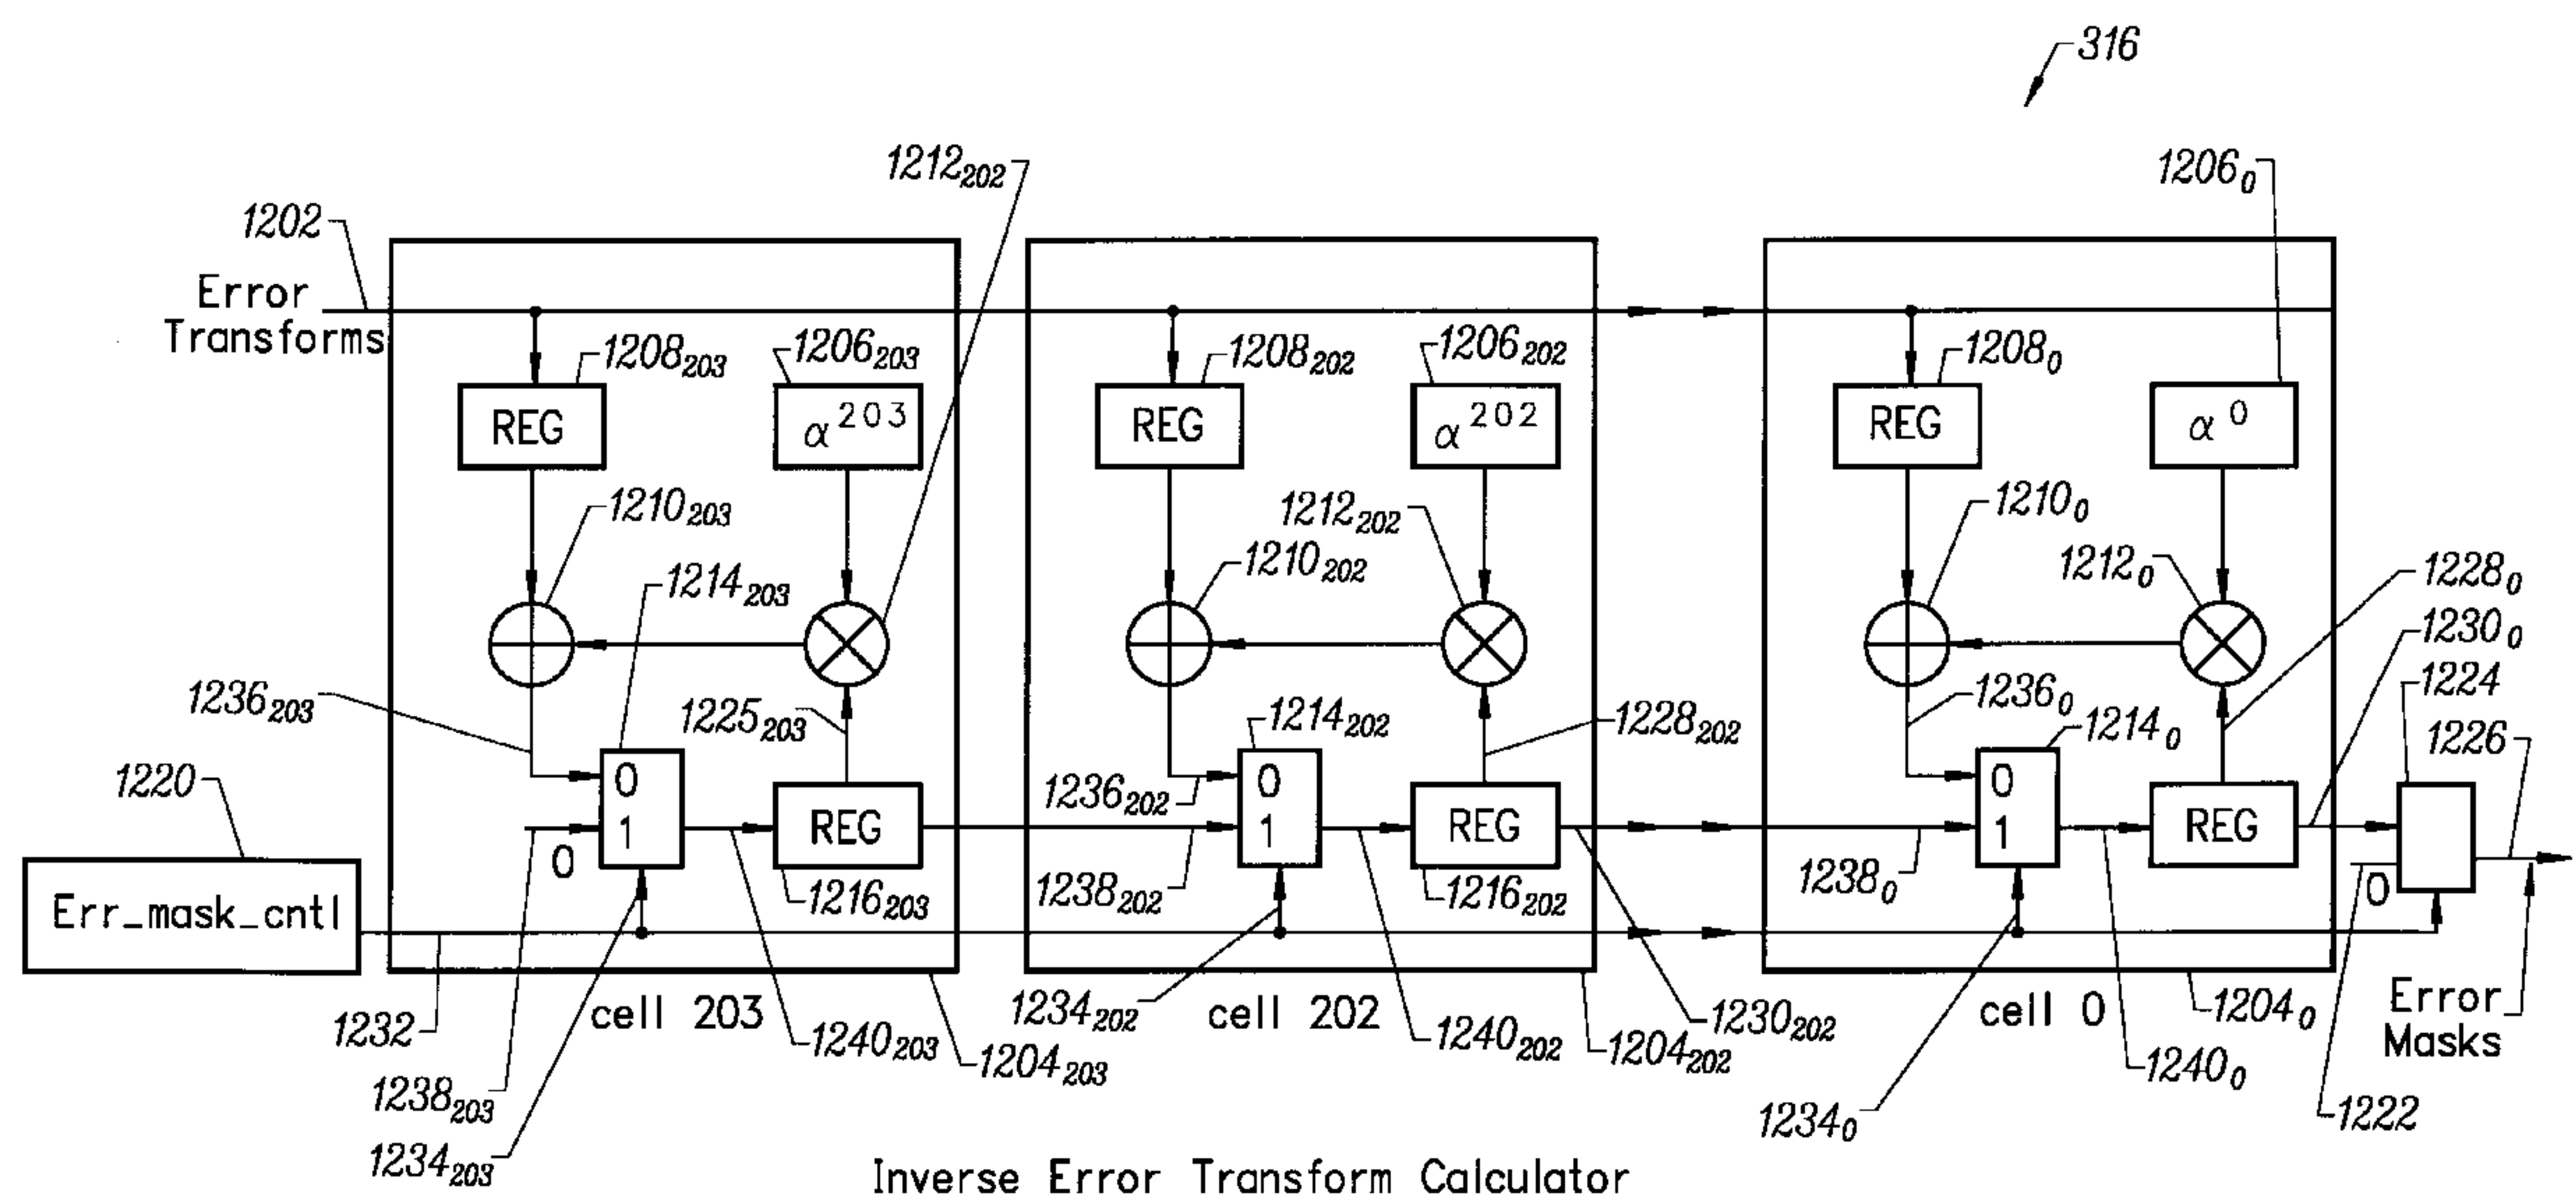 316
1212₂₀₂
1206₀
1202
Error
Transforms
1208₂₀₃
1206₂₀₃
1208₂₀₂
1206₂₀₂
1208₀
REG
α²⁰³
REG
α²⁰²
REG
α⁰
1210₂₀₃
1212₂₀₂
1210₀
1214₂₀₃
1210₂₀₂
1212₀
1228₀
1230₀
1236₂₀₃
1225₂₀₃
1214₂₀₂
1228₂₀₂
1236₀
1214₀
1224
1226
1220
0
1
0
REG
1236₂₀₂
0
1
REG
0
1
REG
0
Err_mask_cntl
1216₂₀₃
1238₂₀₂
1216₂₀₂
1238₀
1232
cell 203
1240₂₀₃
1204₂₀₃
1234₂₀₂
cell 202
1240₂₀₂
1204₂₀₂
1230₂₀₂
cell 0
1240₀
1204₀
Error
Masks
1238₂₀₃
1234₂₀₃
1234₀
1222
Inverse Error Transform Calculator